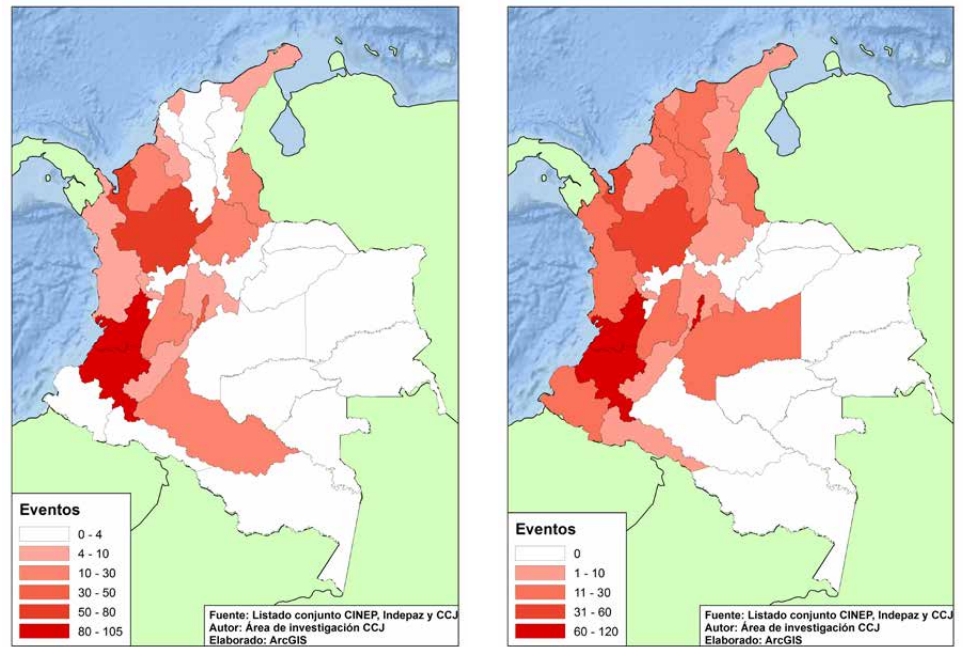 Eventos
0 - 4
4 - 10
10 - 30
30 - 50
50 - 80
80 - 105
Fuente: Listado conjunto CINEP, Indepaz y CCJ
Autor: Área de investigación CCJ
Elaborado: ArcGIS
Eventos
0
1 - 10
11 - 30
31 - 60
60 - 120
Fuente: Listado conjunto CINEP, Indepaz y CCJ
Autor: Área de investigación CCJ
Elaborado: ArcGIS